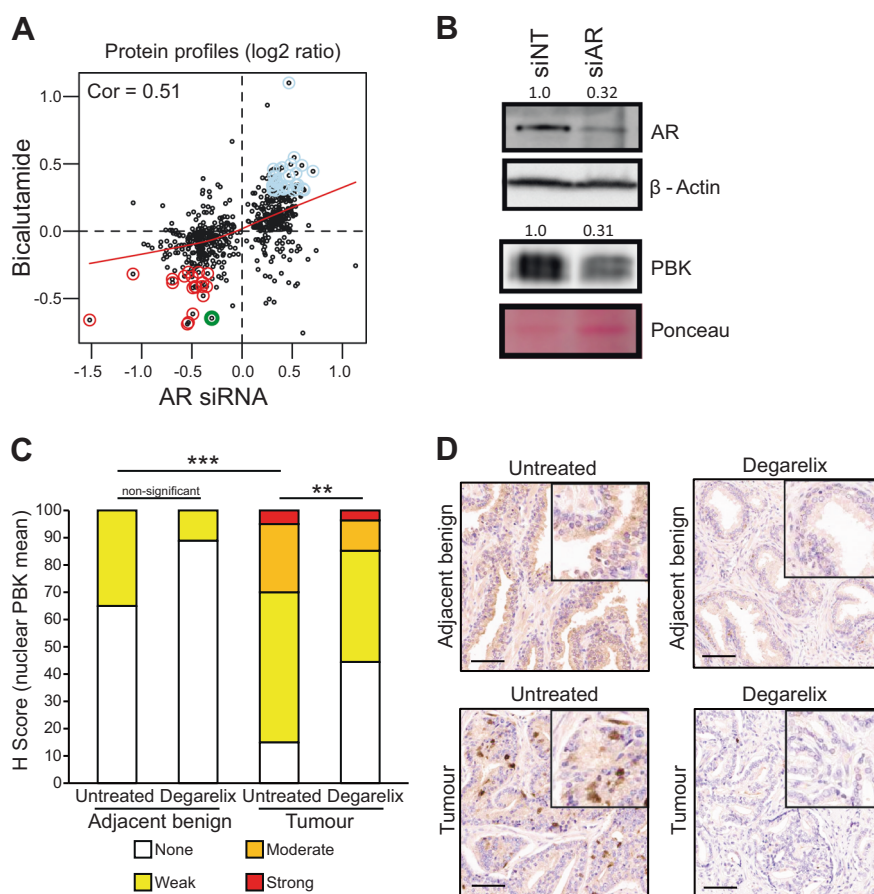 A
Protein profiles (log2 ratio)
Cor = 0.51
1.0
0.5
0.0
-0.5
Bicalutamide
-1.5 -1.0 -0.5 0.0 0.5 1.0
AR siRNA
B
siNT siAR
1.0 0.32
AR
β - Actin
1.0 0.31
PBK
Ponceau
C
***
non-significant
**
100
90
80
70
60
50
40
30
20
10
0
H Score (nuclear PBK mean)
Untreated Degarelix Untreated Degarelix
Adjacent benign Tumour
None Moderate
Weak Strong
D
Untreated Degarelix
Adjacent benign Adjacent benign
Untreated Degarelix
Tumour Tumour